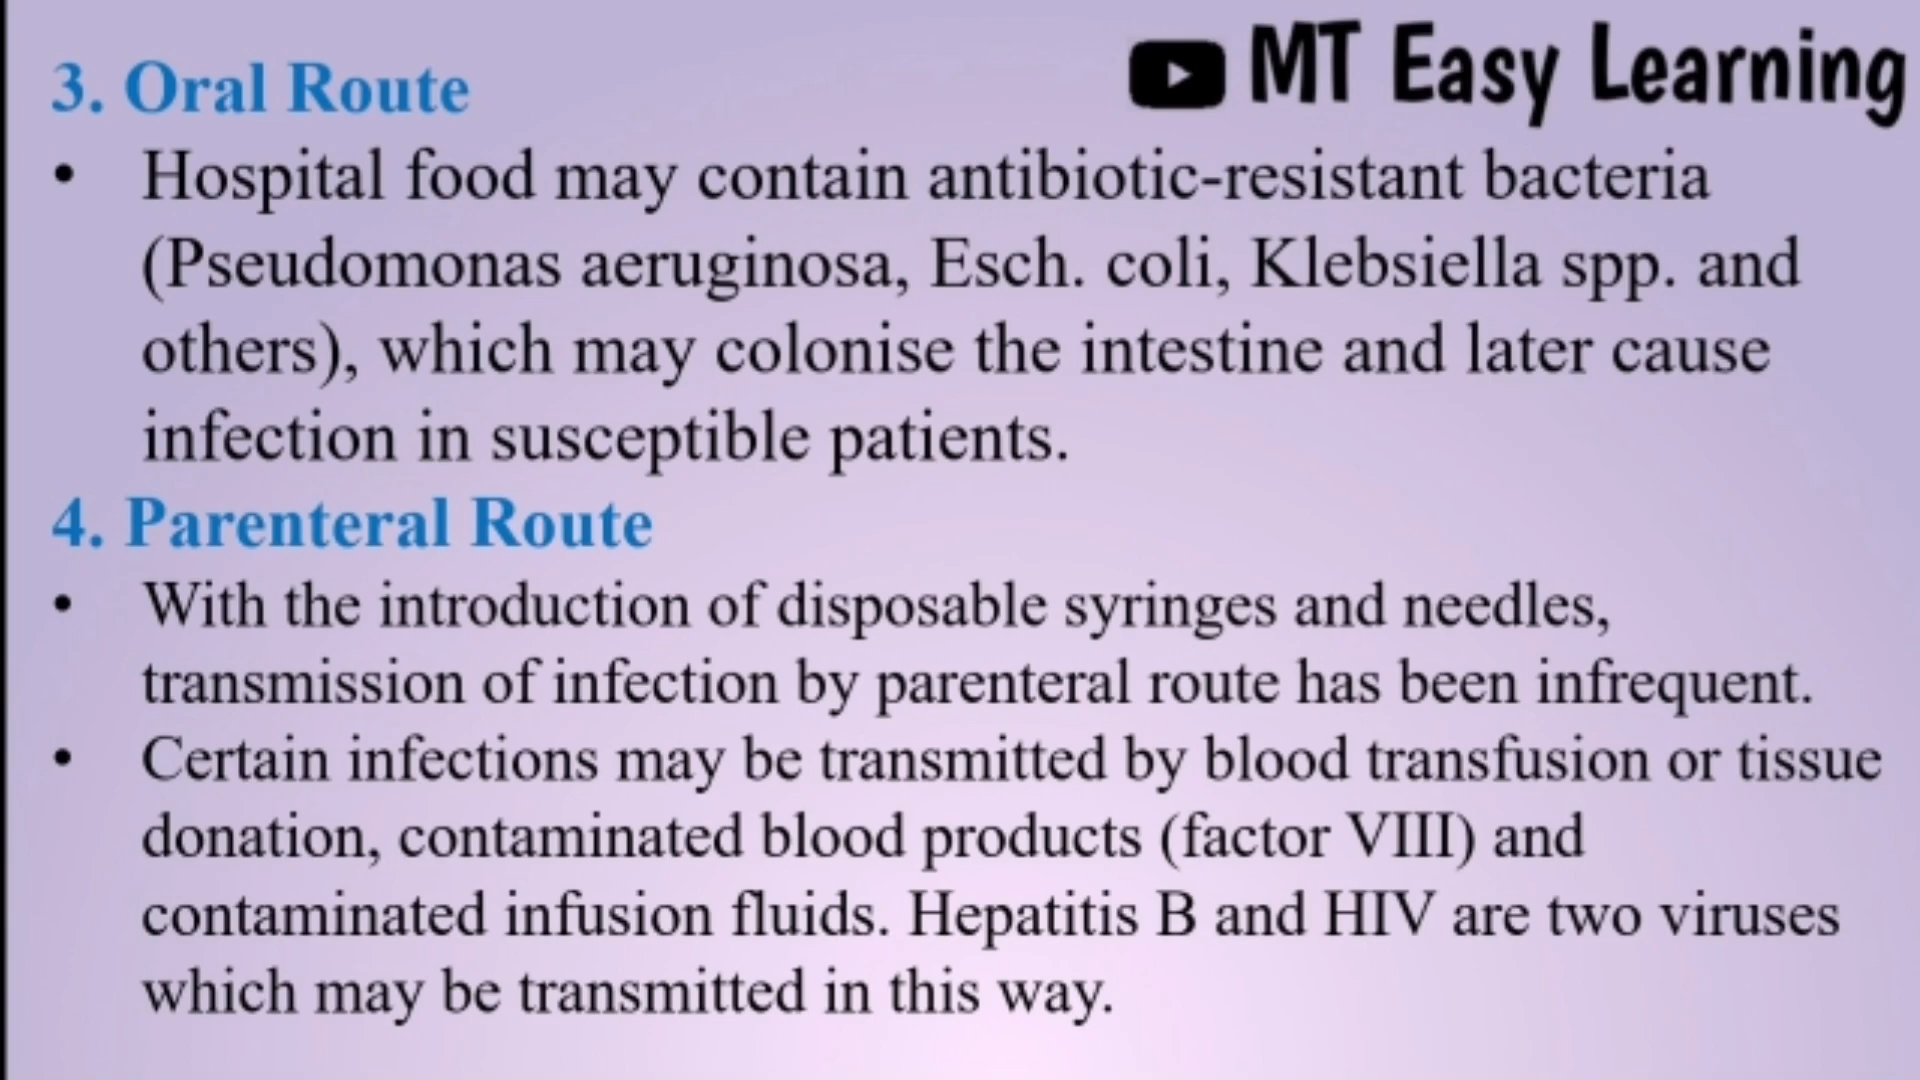 MT Easy Learning
3. Oral Route
• Hospital food may contain antibiotic-resistant bacteria
(Pseudomonas aeruginosa, Esch. coli, Klebsiella spp. and
others), which may colonise the intestine and later cause
infection in susceptible patients.
4. Parenteral Route
• With the introduction of disposable syringes and needles,
transmission of infection by parenteral route has been infrequent.
• Certain infections may be transmitted by blood transfusion or tissue
donation, contaminated blood products (factor VIII) and
contaminated infusion fluids. Hepatitis B and HIV are two viruses
which may be transmitted in this way.